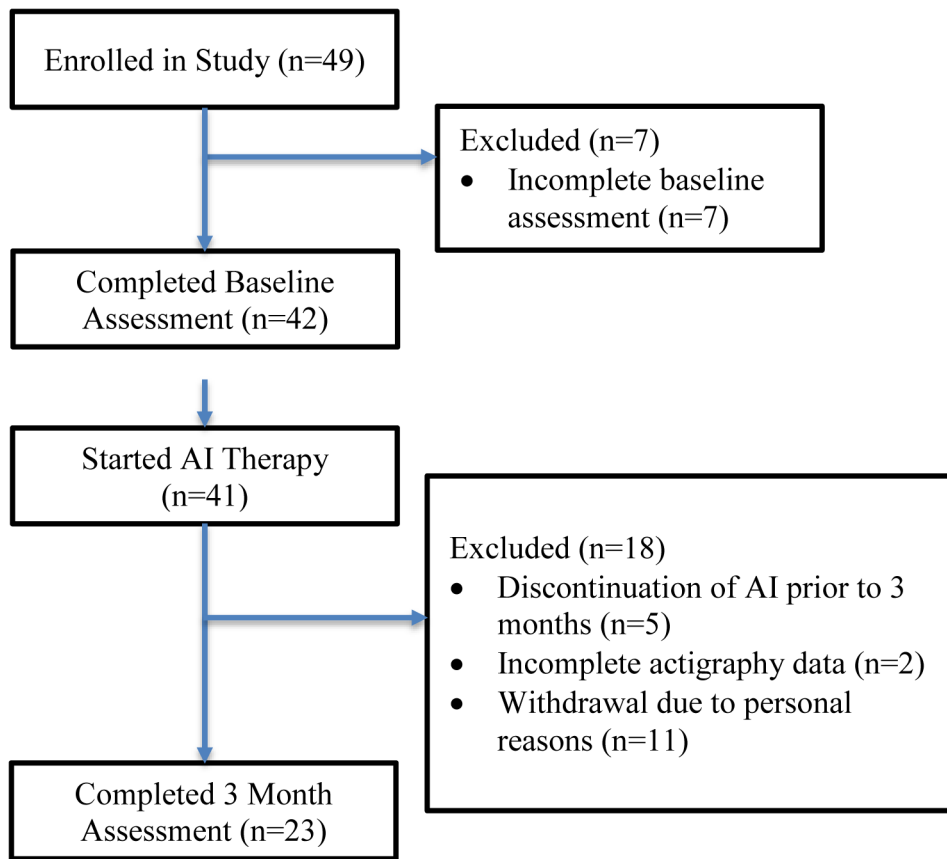 Enrolled in Study (n=49)
Excluded (n=7)
• Incomplete baseline
assessment (n=7)
Completed Baseline
Assessment (n=42)
Started AI Therapy
(n=41)
Excluded (n=18)
• Discontinuation of AI prior to 3
months (n=5)
• Incomplete actigraphy data (n=2)
• Withdrawal due to personal
reasons (n=11)
Completed 3 Month
Assessment (n=23)